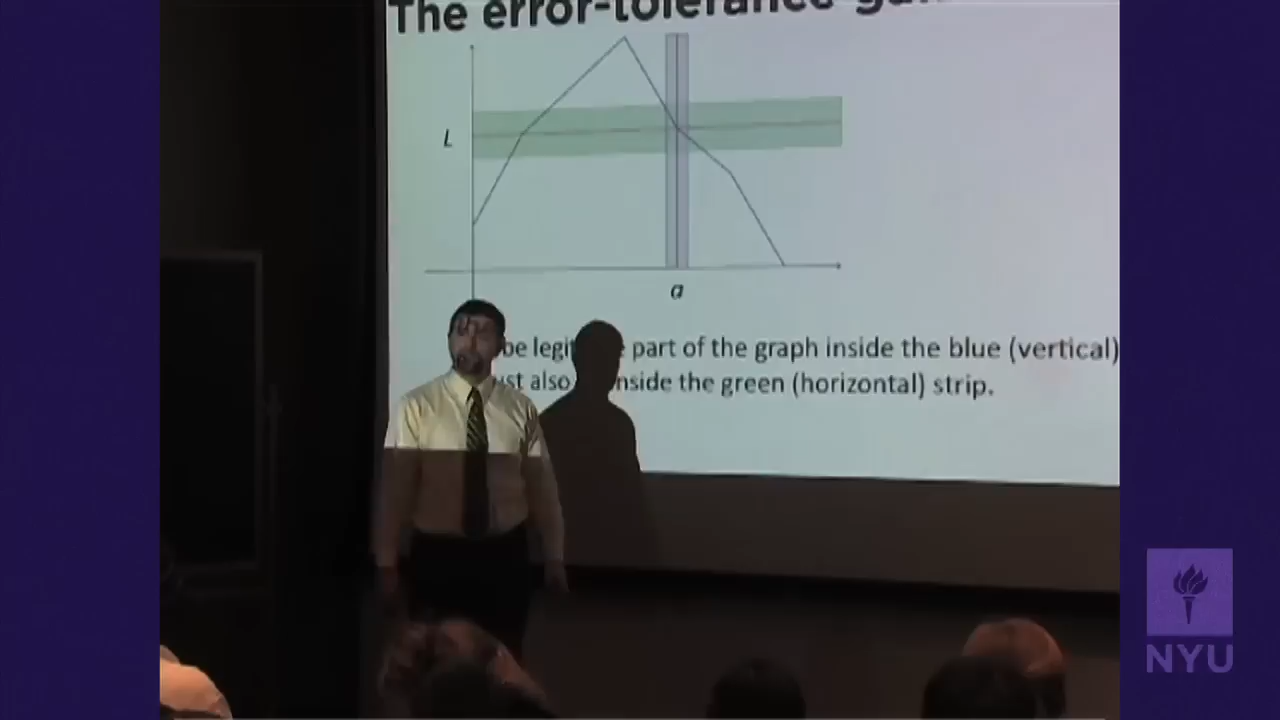 The error-tolerance
L
a
be legit part of the graph inside the blue (vertical)
also inside the green (horizontal) strip.
NYU